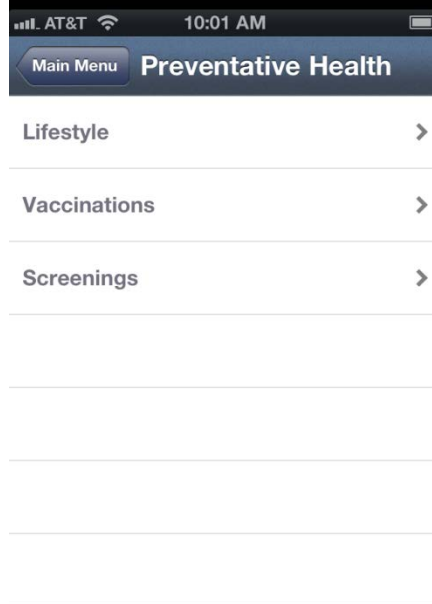 AT&T 10:01 AM
Main Menu Preventative Health
Lifestyle
Vaccinations
Screenings